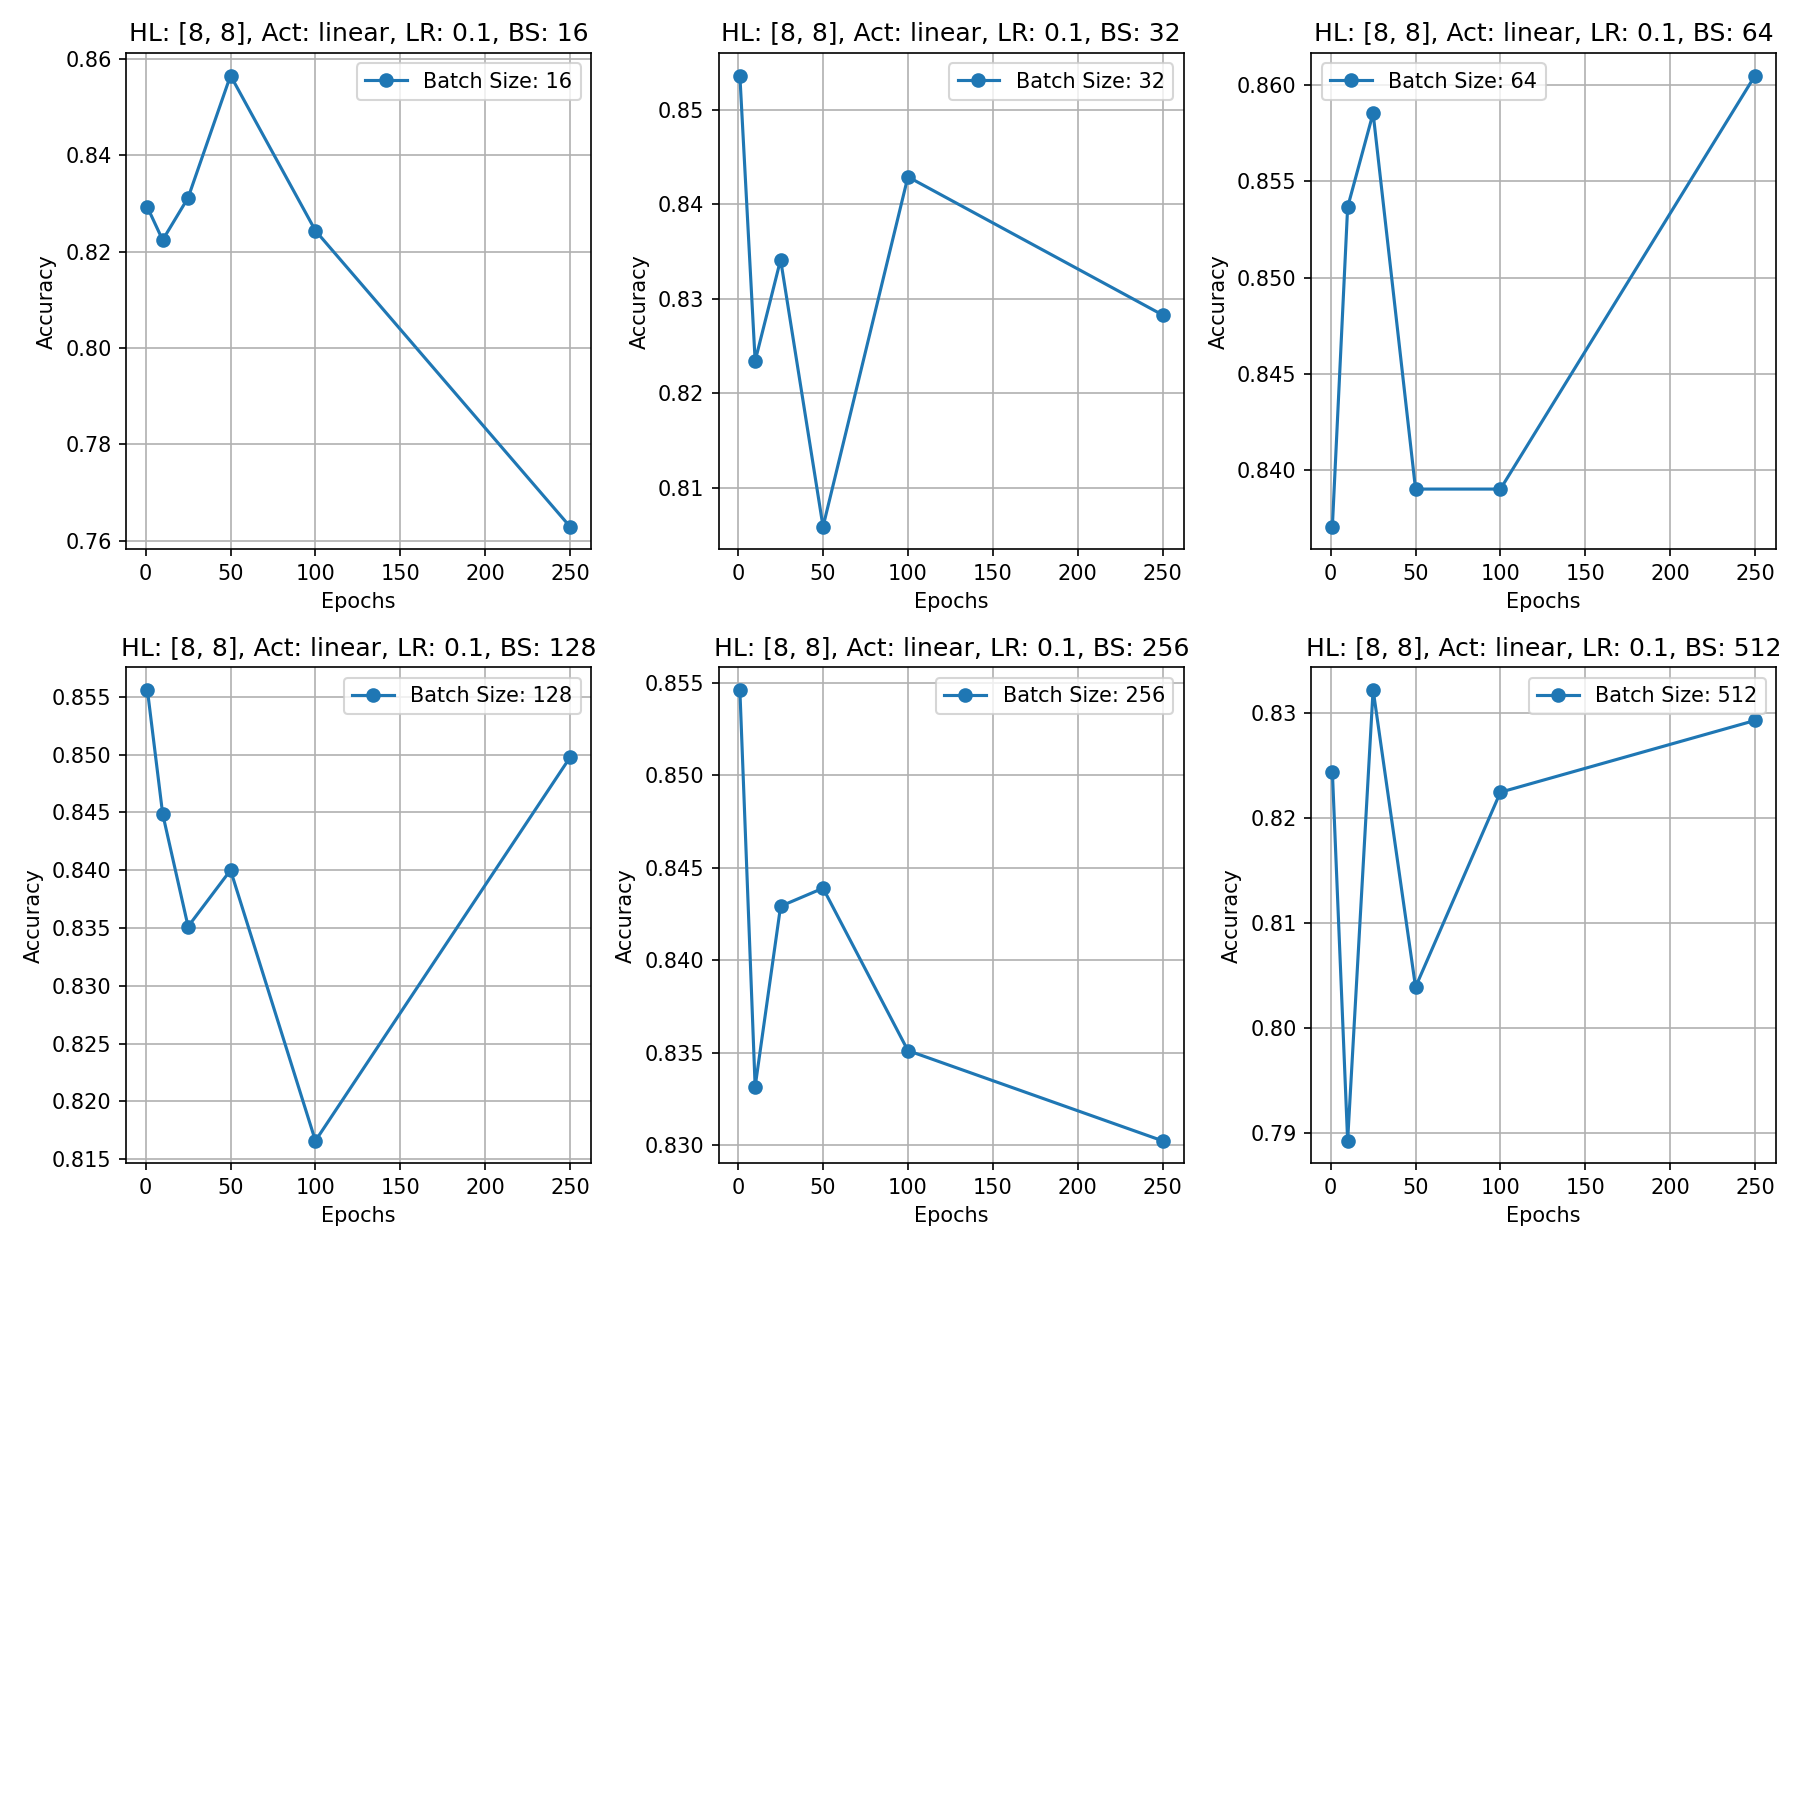 HL: [8, 8], Act: linear, LR: 0.1, BS: 16
Batch Size: 16
Accuracy
0.86
0.84
0.82
0.80
0.78
0.76
0 50 100 150 200 250
Epochs
HL: [8, 8], Act: linear, LR: 0.1, BS: 32
Batch Size: 32
Accuracy
0.85
0.84
0.83
0.82
0.81
0 50 100 150 200 250
Epochs
HL: [8, 8], Act: linear, LR: 0.1, BS: 64
Batch Size: 64
Accuracy
0.860
0.855
0.850
0.845
0.840
0 50 100 150 200 250
Epochs
HL: [8, 8], Act: linear, LR: 0.1, BS: 128
Batch Size: 128
Accuracy
0.855
0.850
0.845
0.840
0.835
0.830
0.825
0.820
0.815
0 50 100 150 200 250
Epochs
HL: [8, 8], Act: linear, LR: 0.1, BS: 256
Batch Size: 256
Accuracy
0.855
0.850
0.845
0.840
0.835
0.830
0 50 100 150 200 250
Epochs
HL: [8, 8], Act: linear, LR: 0.1, BS: 512
Batch Size: 512
Accuracy
0.83
0.82
0.81
0.80
0.79
0 50 100 150 200 250
Epochs